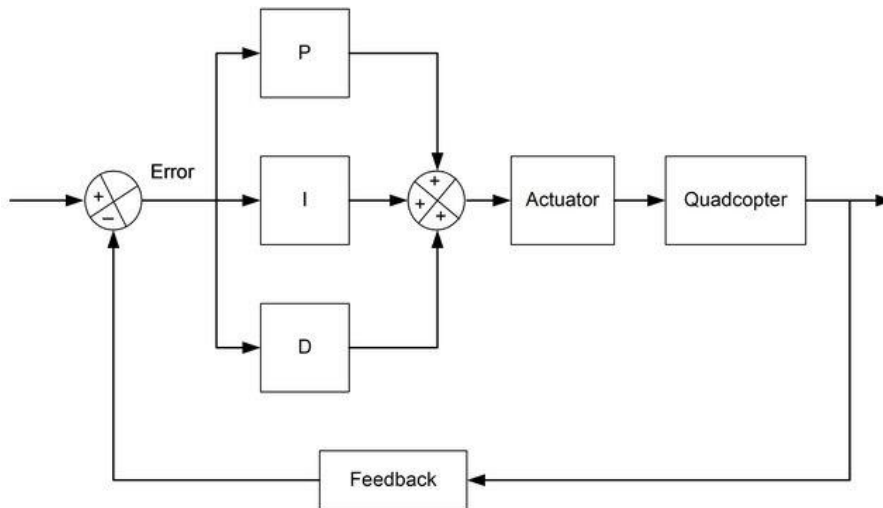 P
Error
+
−
I
+
+
+
Actuator
Quadcopter
D
Feedback